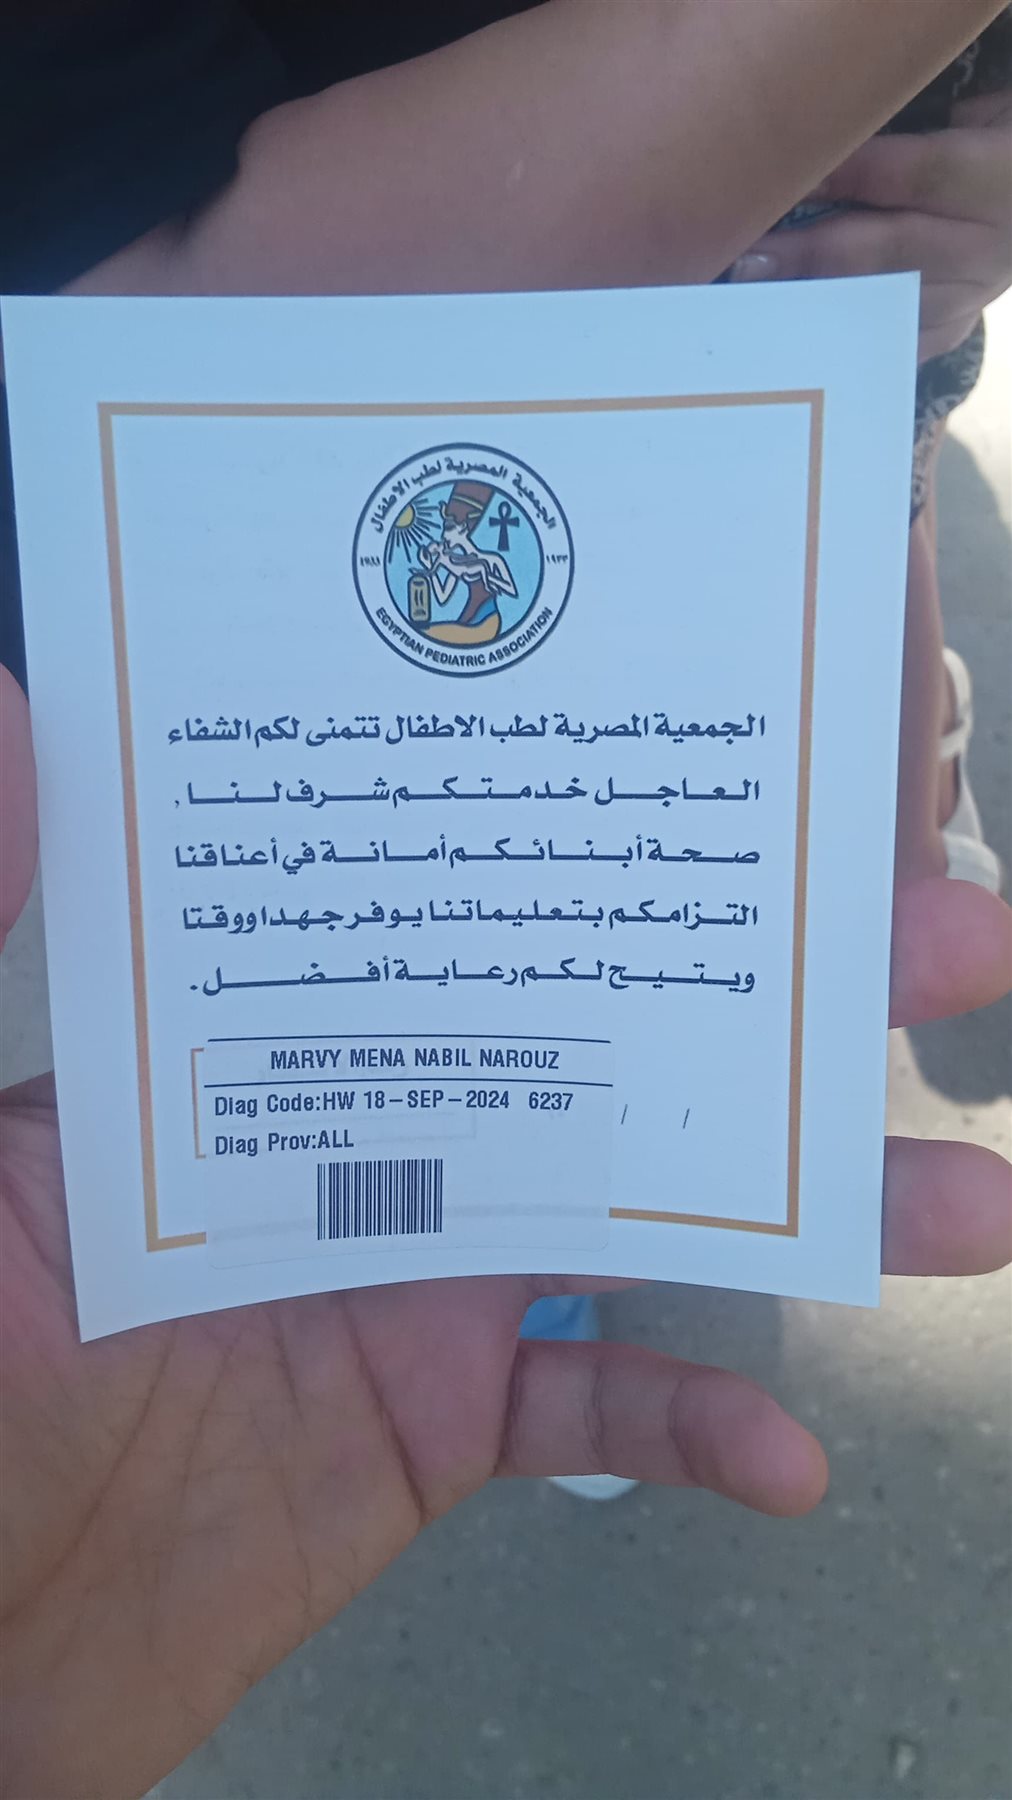 الجمعية المصرية لطب الاطفال
١٩٢٢
EGYPTIAN PEDIATRIC ASSOCIATION
الجمعية المصرية لطب الاطفال تتمنى لكم الشفاء
العاجل خدمتكم شرف لنا ,
صحة أبنائكم أمانة في أعناقنا
التزامكم بتعليماتنا يوفر جهدا ووقتا
ويتيح لكم رعاية أفضل .
MARVY MENA NABIL NAROUZ
Diag Code:HW 18-SEP-2024 6237
/ /
Diag Prov:ALL